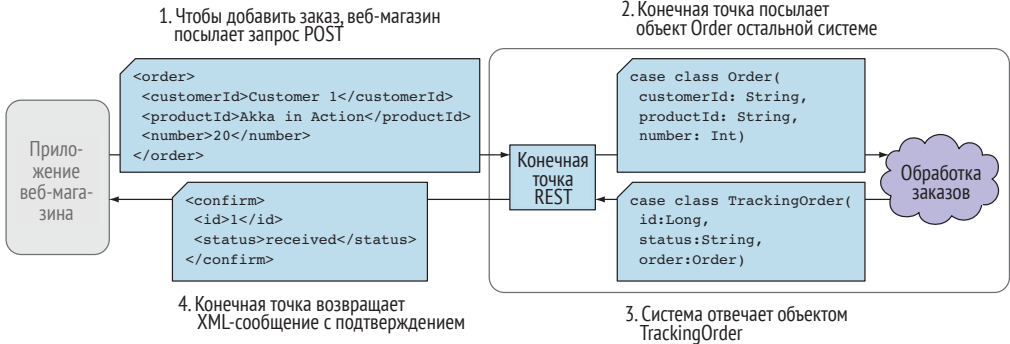 1. Чтобы добавить заказ, веб-магазин
посылает запрос POST
2. Конечная точка посылает
объект Order остальной системе
<order>
<customerId>Customer 1</customerId>
<productId>Akka in Action</productId>
<number>20</number>
</order>
case class Order(
customerId: String,
productId: String,
number: Int)
Прило-
жение
веб-мага-
зина
Конечная
точка
REST
Обработка
заказов
<confirm>
<id>1</id>
<status>received</status>
</confirm>
case class TrackingOrder(
id:Long,
status:String,
order:Order)
4. Конечная точка возвращает
XML-сообщение с подтверждением
3. Система отвечает объектом
TrackingOrder